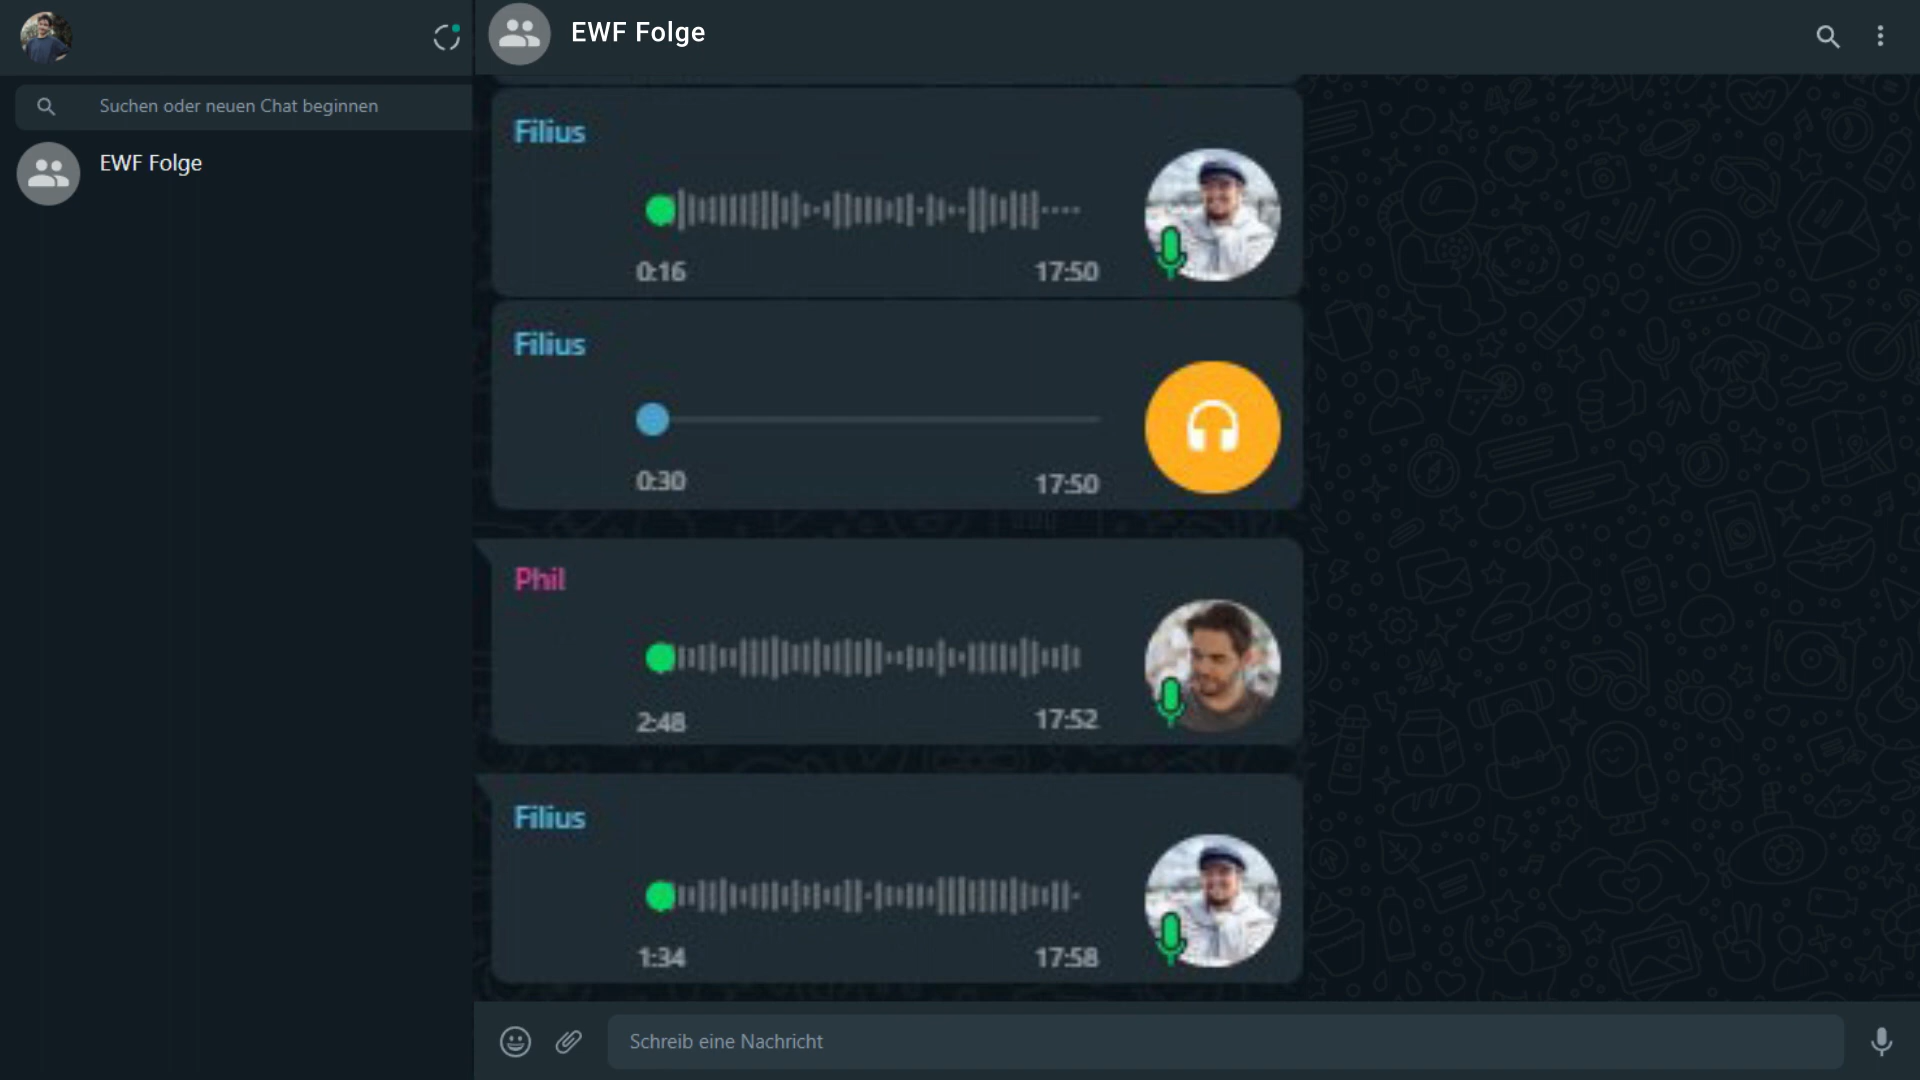 EWF Folge
Suchen oder neuen Chat beginnen
EWF Folge
Filius
0:16
17:50
Filius
0:30
17:50
Phil
2:48
17:52
Filius
1:34
17:58
Schreib eine Nachricht